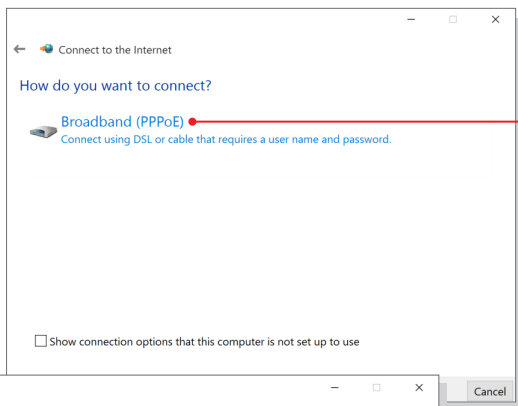 Connect to the Internet
How do you want to connect?
Broadband (PPPoE)
Connect using DSL or cable that requires a user name and password.
Show connection options that this computer is not set up to use
Cancel